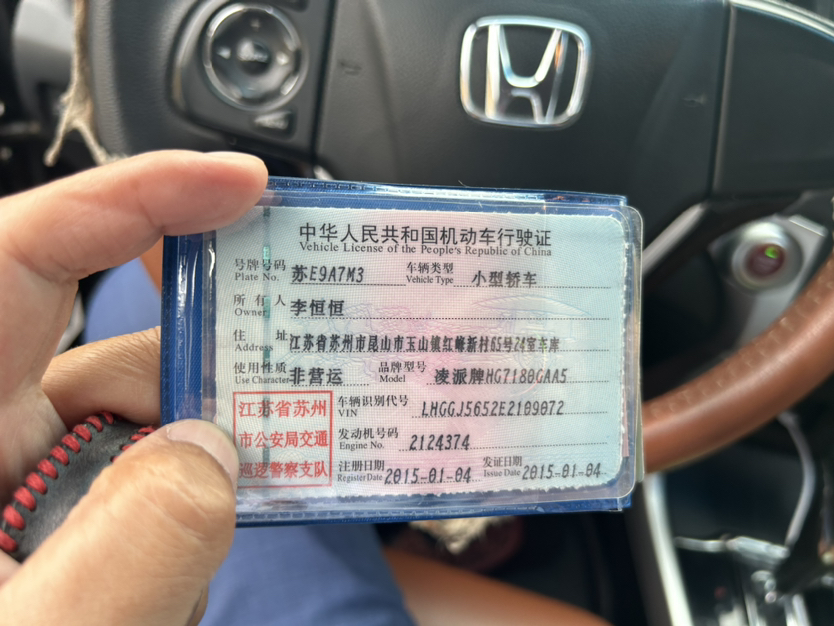 中华人民共和国机动车行驶证
Vehicle License of the People's Republic of China
号牌号码 苏E9A7M3 车辆类型 小型轿车
Plate No. Vehicle Type
所有人 李恒恒
Owner
住址 江苏省苏州市昆山市玉山镇红峰新村65号24室车库
Address
使用性质 非营运 品牌型号 凌派牌HG7180GAA5
Use Character Model
江苏省苏州 车辆识别代号 LHGGJ5652E2109072
VIN
市公安局交通 发动机号码 2124374
Engine No.
巡逻警察支队 注册日期 2015-01-04 发证日期 2015-01-04
Register Date Issue Date